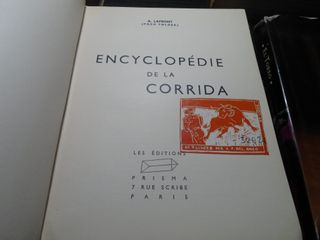 A. LAFRONT
(PACO TOLOSA)
ENCYCLOPÉDIE
DE LA
CORRIDA
LES ÉDITIONS
PRISMA
7 RUE SCRIBE
PARIS